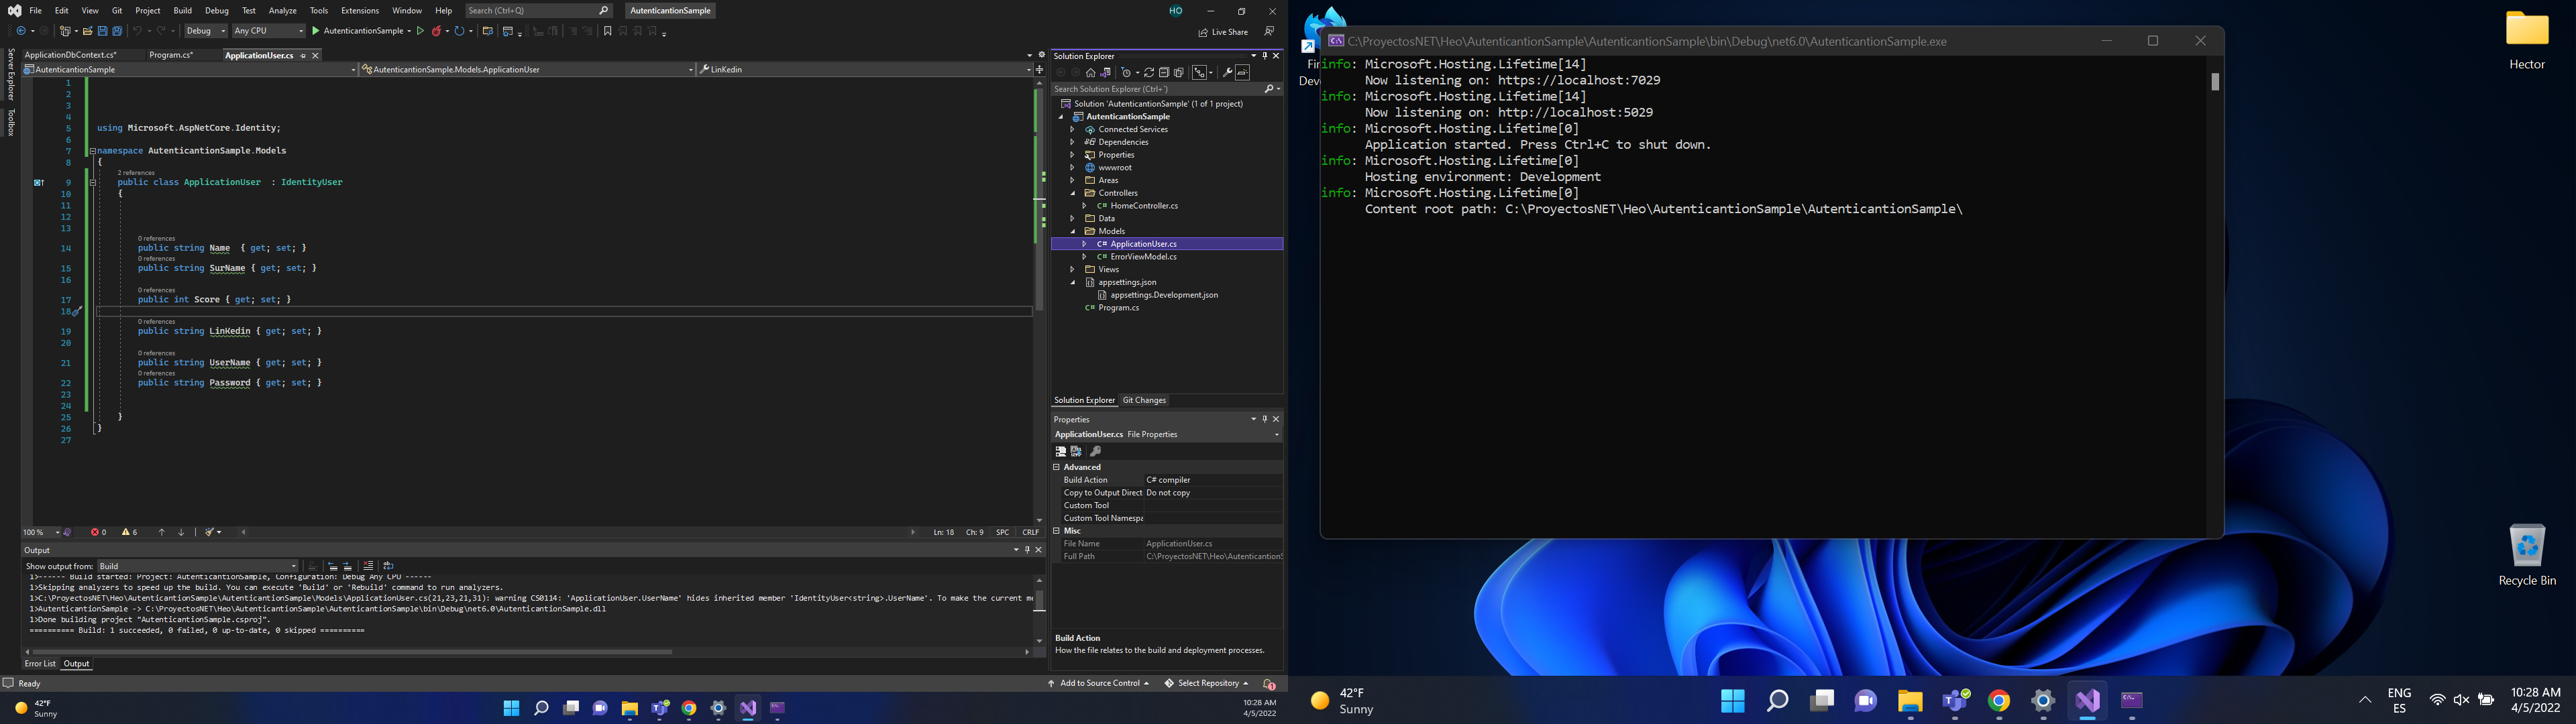 File Edit View Git Project Build Debug Test Analyze Tools Extensions Window Help Search (Ctrl+Q) AutenticantionSample HO
Debug Any CPU AutenticantionSample Live Share
Server Explorer
Toolbox
ApplicationDbContext.cs* Program.cs* ApplicationUser.cs
AutenticantionSample AutenticantionSample.Models.ApplicationUser LinKedin
1
2
3
4
5 using Microsoft.AspNetCore.Identity;
6
7 namespace AutenticantionSample.Models
8 {
2 references
9 public class ApplicationUser : IdentityUser
10 {
11
12
13
0 references
14 public string Name { get; set; }
0 references
15 public string SurName { get; set; }
16
0 references
17 public int Score { get; set; }
18
0 references
19 public string LinKedin { get; set; }
20
0 references
21 public string UserName { get; set; }
0 references
22 public string Password { get; set; }
23
24
25 }
26 }
27
100 % 0 6 Ln: 18 Ch: 9 SPC CRLF
Output
Show output from: Build
1>------ Build started: Project: AutenticantionSample, Configuration: Debug Any CPU ------
1>Skipping analyzers to speed up the build. You can execute 'Build' or 'Rebuild' command to run analyzers.
1>C:\ProyectosNET\Heo\AutenticantionSample\AutenticantionSample\Models\ApplicationUser.cs(21,23,21,31): warning CS0114: 'ApplicationUser.UserName' hides inherited member 'IdentityUser<string>.UserName'. To make the current me
1>AutenticantionSample -> C:\ProyectosNET\Heo\AutenticantionSample\AutenticantionSample\bin\Debug\net6.0\AutenticantionSample.dll
1>Done building project "AutenticantionSample.csproj".
========== Build: 1 succeeded, 0 failed, 0 up-to-date, 0 skipped ==========
Error List Output
Ready Add to Source Control Select Repository 1
Solution Explorer
Search Solution Explorer (Ctrl+¨)
Solution 'AutenticantionSample' (1 of 1 project)
AutenticantionSample
Connected Services
Dependencies
Properties
wwwroot
Areas
Controllers
C# HomeController.cs
Data
Models
C# ApplicationUser.cs
C# ErrorViewModel.cs
Views
appsettings.json
appsettings.Development.json
C# Program.cs
Solution Explorer Git Changes
Properties
ApplicationUser.cs File Properties
Advanced
Build Action C# compiler
Copy to Output Direct Do not copy
Custom Tool
Custom Tool Namespa
Misc
File Name ApplicationUser.cs
Full Path C:\ProyectosNET\Heo\AutenticantionS
Build Action
How the file relates to the build and deployment processes.
42°F
Sunny
10:28 AM
4/5/2022
C:\ProyectosNET\Heo\AutenticantionSample\AutenticantionSample\bin\Debug\net6.0\AutenticantionSample.exe
info: Microsoft.Hosting.Lifetime[14]
Now listening on: https://localhost:7029
info: Microsoft.Hosting.Lifetime[14]
Now listening on: http://localhost:5029
info: Microsoft.Hosting.Lifetime[0]
Application started. Press Ctrl+C to shut down.
info: Microsoft.Hosting.Lifetime[0]
Hosting environment: Development
info: Microsoft.Hosting.Lifetime[0]
Content root path: C:\ProyectosNET\Heo\AutenticantionSample\AutenticantionSample\
Fir
Deve
Hector
Recycle Bin
42°F
Sunny
ENG
ES
10:28 AM
4/5/2022